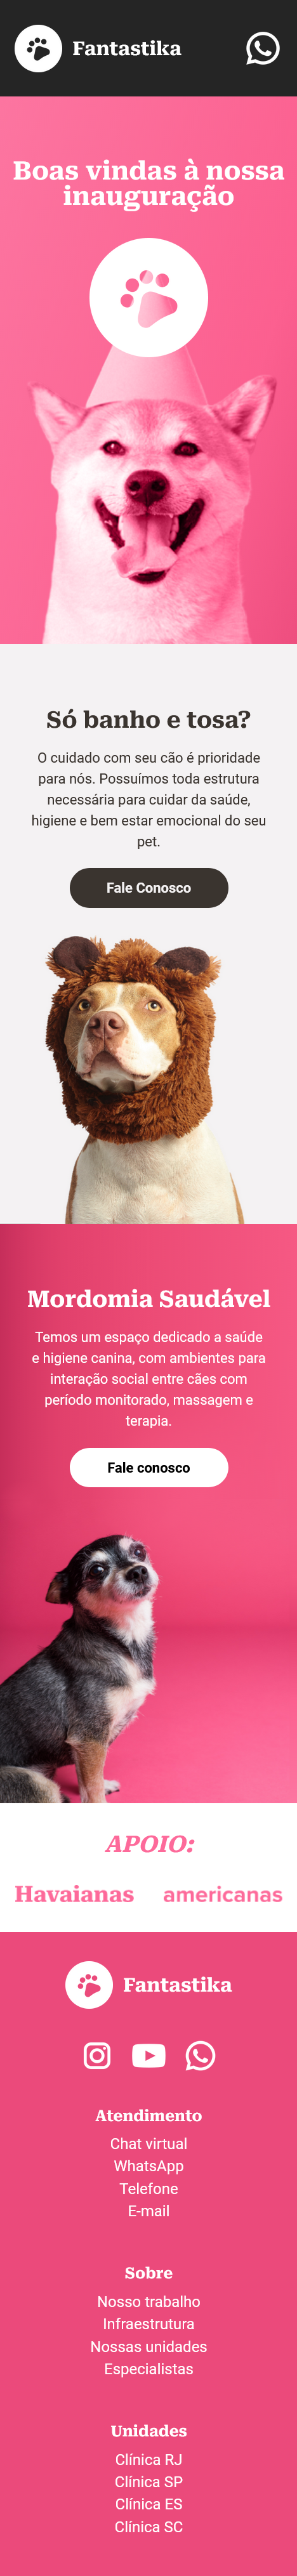 Fantastika
Boas vindas à nossa
inauguração
Só banho e tosa?
O cuidado com seu cão é prioridade
para nós. Possuímos toda estrutura
necessária para cuidar da saúde,
higiene e bem estar emocional do seu
pet.
Fale Conosco
Mordomia Saudável
Temos um espaço dedicado a saúde
e higiene canina, com ambientes para
interação social entre cães com
período monitorado, massagem e
terapia.
Fale conosco
APOIO:
Havaianas americanas
Fantastika
Atendimento
Chat virtual
WhatsApp
Telefone
E-mail
Sobre
Nosso trabalho
Infraestrutura
Nossas unidades
Especialistas
Unidades
Clínica RJ
Clínica SP
Clínica ES
Clínica SC